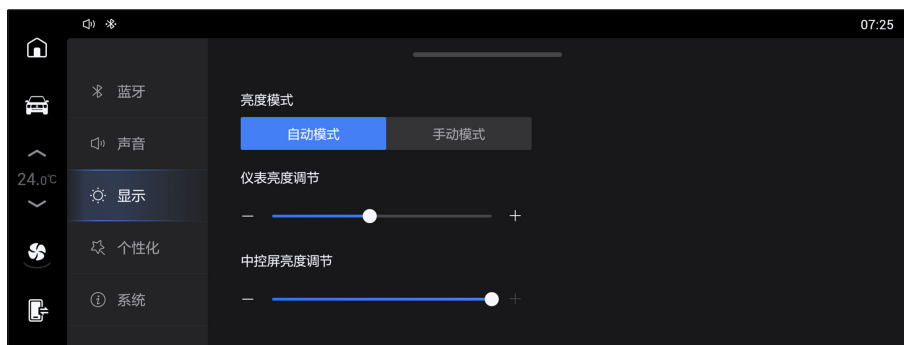 07:25
蓝牙
声音
24.0℃
显示
个性化
系统
亮度模式
自动模式 手动模式
仪表亮度调节
中控屏亮度调节